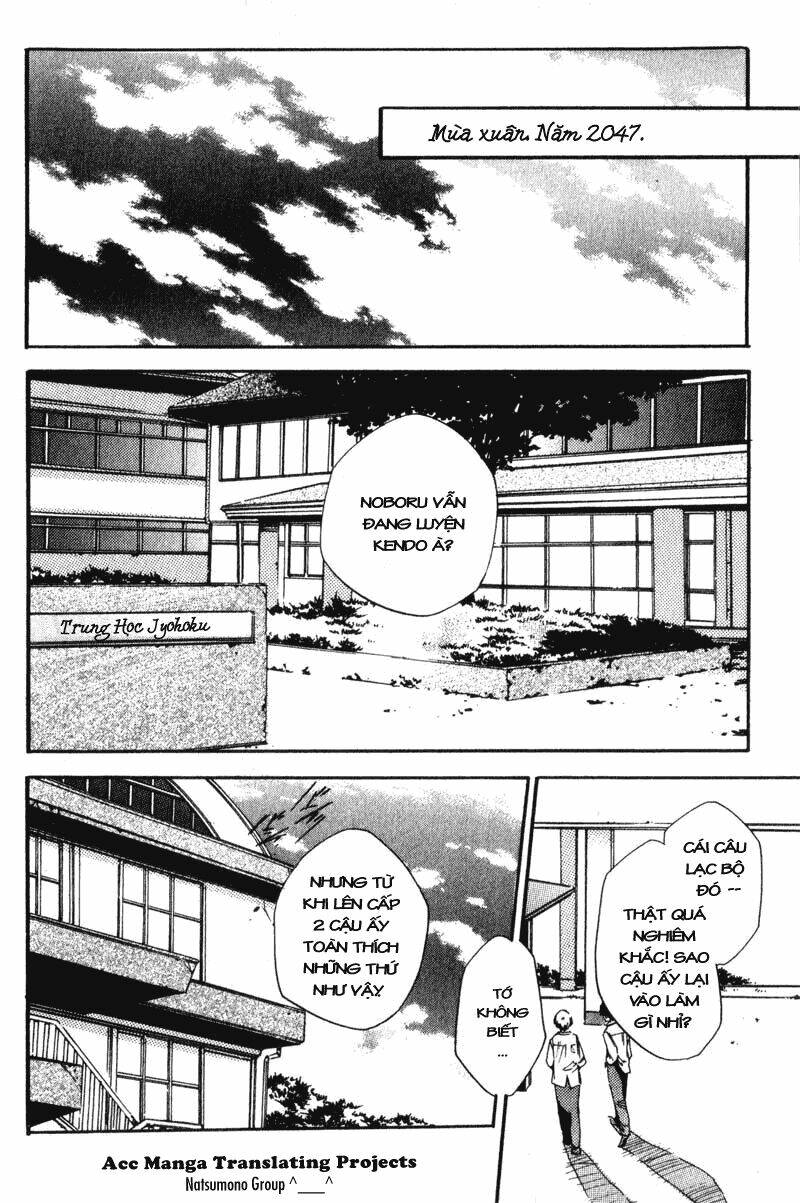 Mùa xuân. Năm 2047.
NOBORU VẪN
ĐANG LUYỆN
KENDO À?
Trung Học Jyohoku
CÁI CÂU
LẠC BỘ
ĐÓ --
THẬT QUÁ
NGHIÊM
KHẮC! SAO
CẬU ẤY LẠI
VÀO LÀM
GÌ NHỈ?
TỚ
KHÔNG
BIẾT
...
NHƯNG TỪ
KHI LÊN CẤP
2 CẬU ẤY
TOÀN THÍCH
NHỮNG THỨ
NHƯ VẬY.
Acc Manga Translating Projects
Natsumono Group ^___^